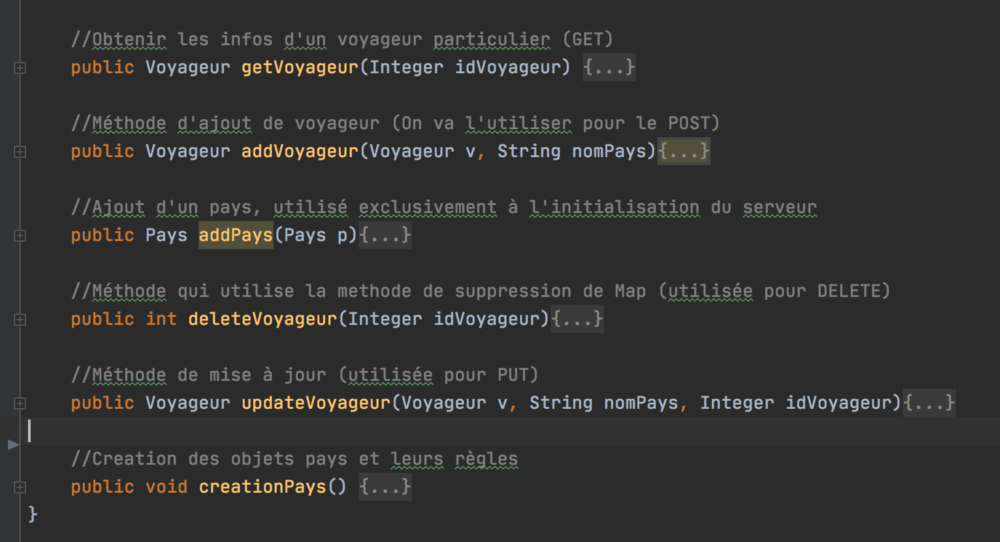 //Obtenir les infos d'un voyageur particulier (GET)
public Voyageur getVoyageur(Integer idVoyageur) {...}
//Méthode d'ajout de voyageur (On va l'utiliser pour le POST)
public Voyageur addVoyageur(Voyageur v, String nomPays){...}
//Ajout d'un pays, utilisé exclusivement à l'initialisation du serveur
public Pays addPays(Pays p){...}
//Méthode qui utilise la methode de suppression de Map (utilisée pour DELETE)
public int deleteVoyageur(Integer idVoyageur){...}
//Méthode de mise à jour (utilisée pour PUT)
public Voyageur updateVoyageur(Voyageur v, String nomPays, Integer idVoyageur){...}
//Creation des objets pays et leurs règles
public void creationPays() {...}
}